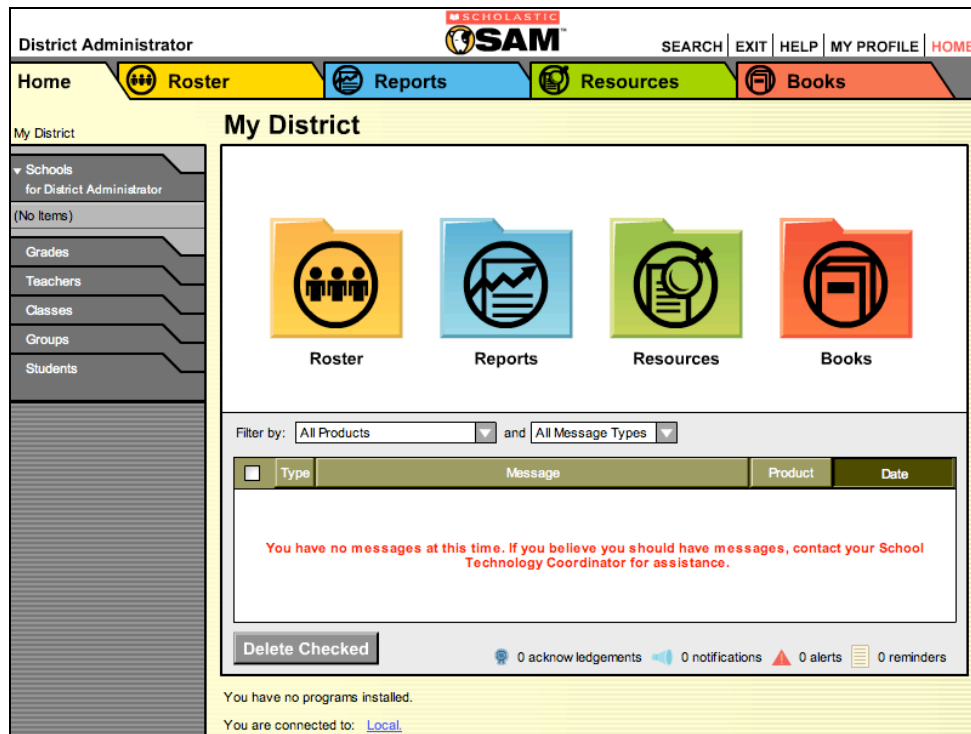 SCHOLASTIC
District Administrator
SAM™
SEARCH EXIT HELP MY PROFILE HOME
Home Roster Reports Resources Books
My District
My District
Schools
for District Administrator
(No Items)
Grades
Teachers
Classes
Groups
Students
Roster Reports Resources Books
Filter by: All Products and All Message Types
Type Message Product Date
You have no messages at this time. If you believe you should have messages, contact your School
Technology Coordinator for assistance.
Delete Checked
0 acknowledgements 0 notifications 0 alerts 0 reminders
You have no programs installed.
You are connected to: Local.